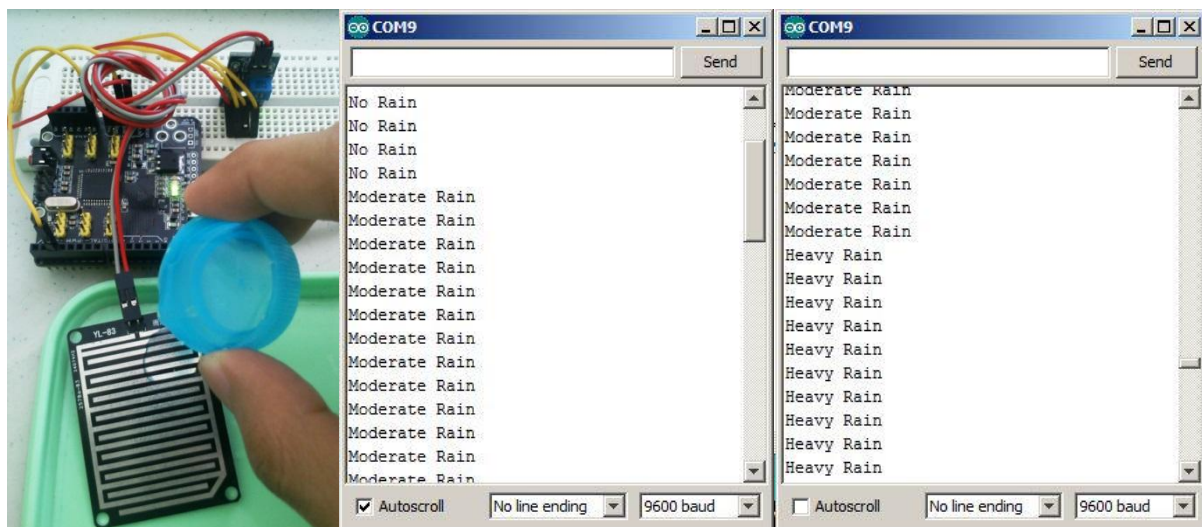 YL-83
COM9
Send
No Rain
No Rain
No Rain
No Rain
Moderate Rain
Moderate Rain
Moderate Rain
Moderate Rain
Moderate Rain
Moderate Rain
Moderate Rain
Moderate Rain
Moderate Rain
Moderate Rain
Moderate Rain
Moderate Rain
Moderate Rain
Autoscroll
No line ending
9600 baud
COM9
Send
Moderate Rain
Moderate Rain
Moderate Rain
Moderate Rain
Moderate Rain
Moderate Rain
Moderate Rain
Heavy Rain
Heavy Rain
Heavy Rain
Heavy Rain
Heavy Rain
Heavy Rain
Heavy Rain
Heavy Rain
Heavy Rain
Heavy Rain
Autoscroll
No line ending
9600 baud